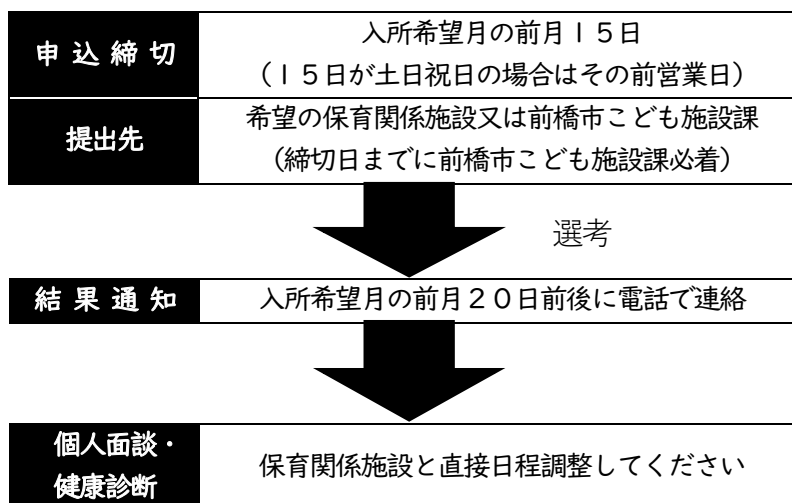 申込締切
入所希望月の前月１５日
（１５日が土日祝日の場合はその前営業日）
提出先
希望の保育関係施設又は前橋市こども施設課
（締切日までに前橋市こども施設課必着）
選考
結果通知
入所希望月の前月２０日前後に電話で連絡
個人面談・
健康診断
保育関係施設と直接日程調整してください